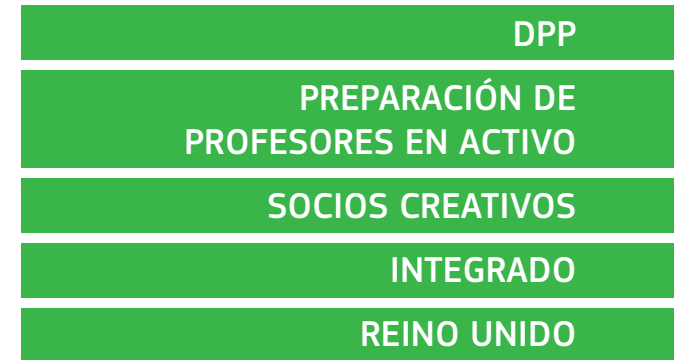 DPP
PREPARACIÓN DE
PROFESORES EN ACTIVO
SOCIOS CREATIVOS
INTEGRADO
REINO UNIDO